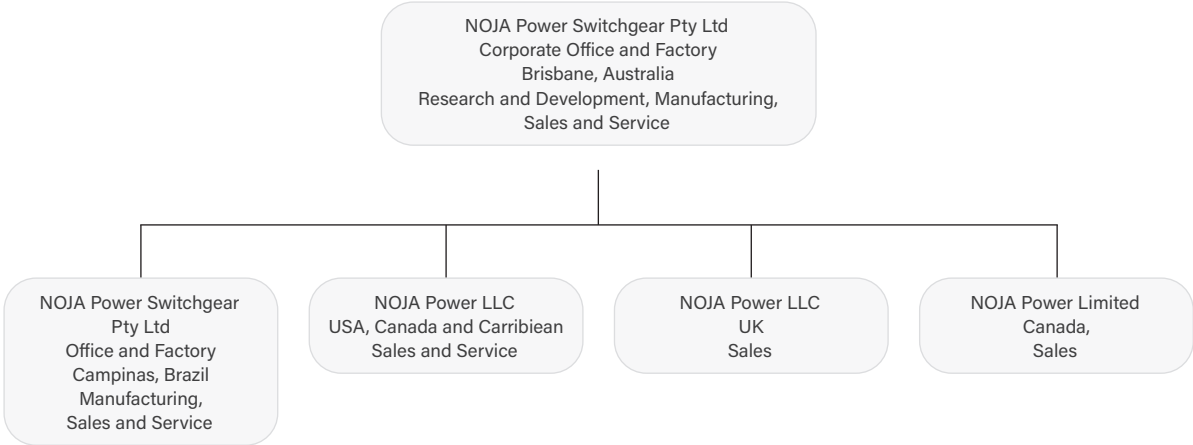 NOJA Power Switchgear Pty Ltd
Corporate Office and Factory
Brisbane, Australia
Research and Development, Manufacturing,
Sales and Service
NOJA Power Switchgear
Pty Ltd
Office and Factory
Campinas, Brazil
Manufacturing,
Sales and Service
NOJA Power LLC
USA, Canada and Carribiean
Sales and Service
NOJA Power LLC
UK
Sales
NOJA Power Limited
Canada,
Sales